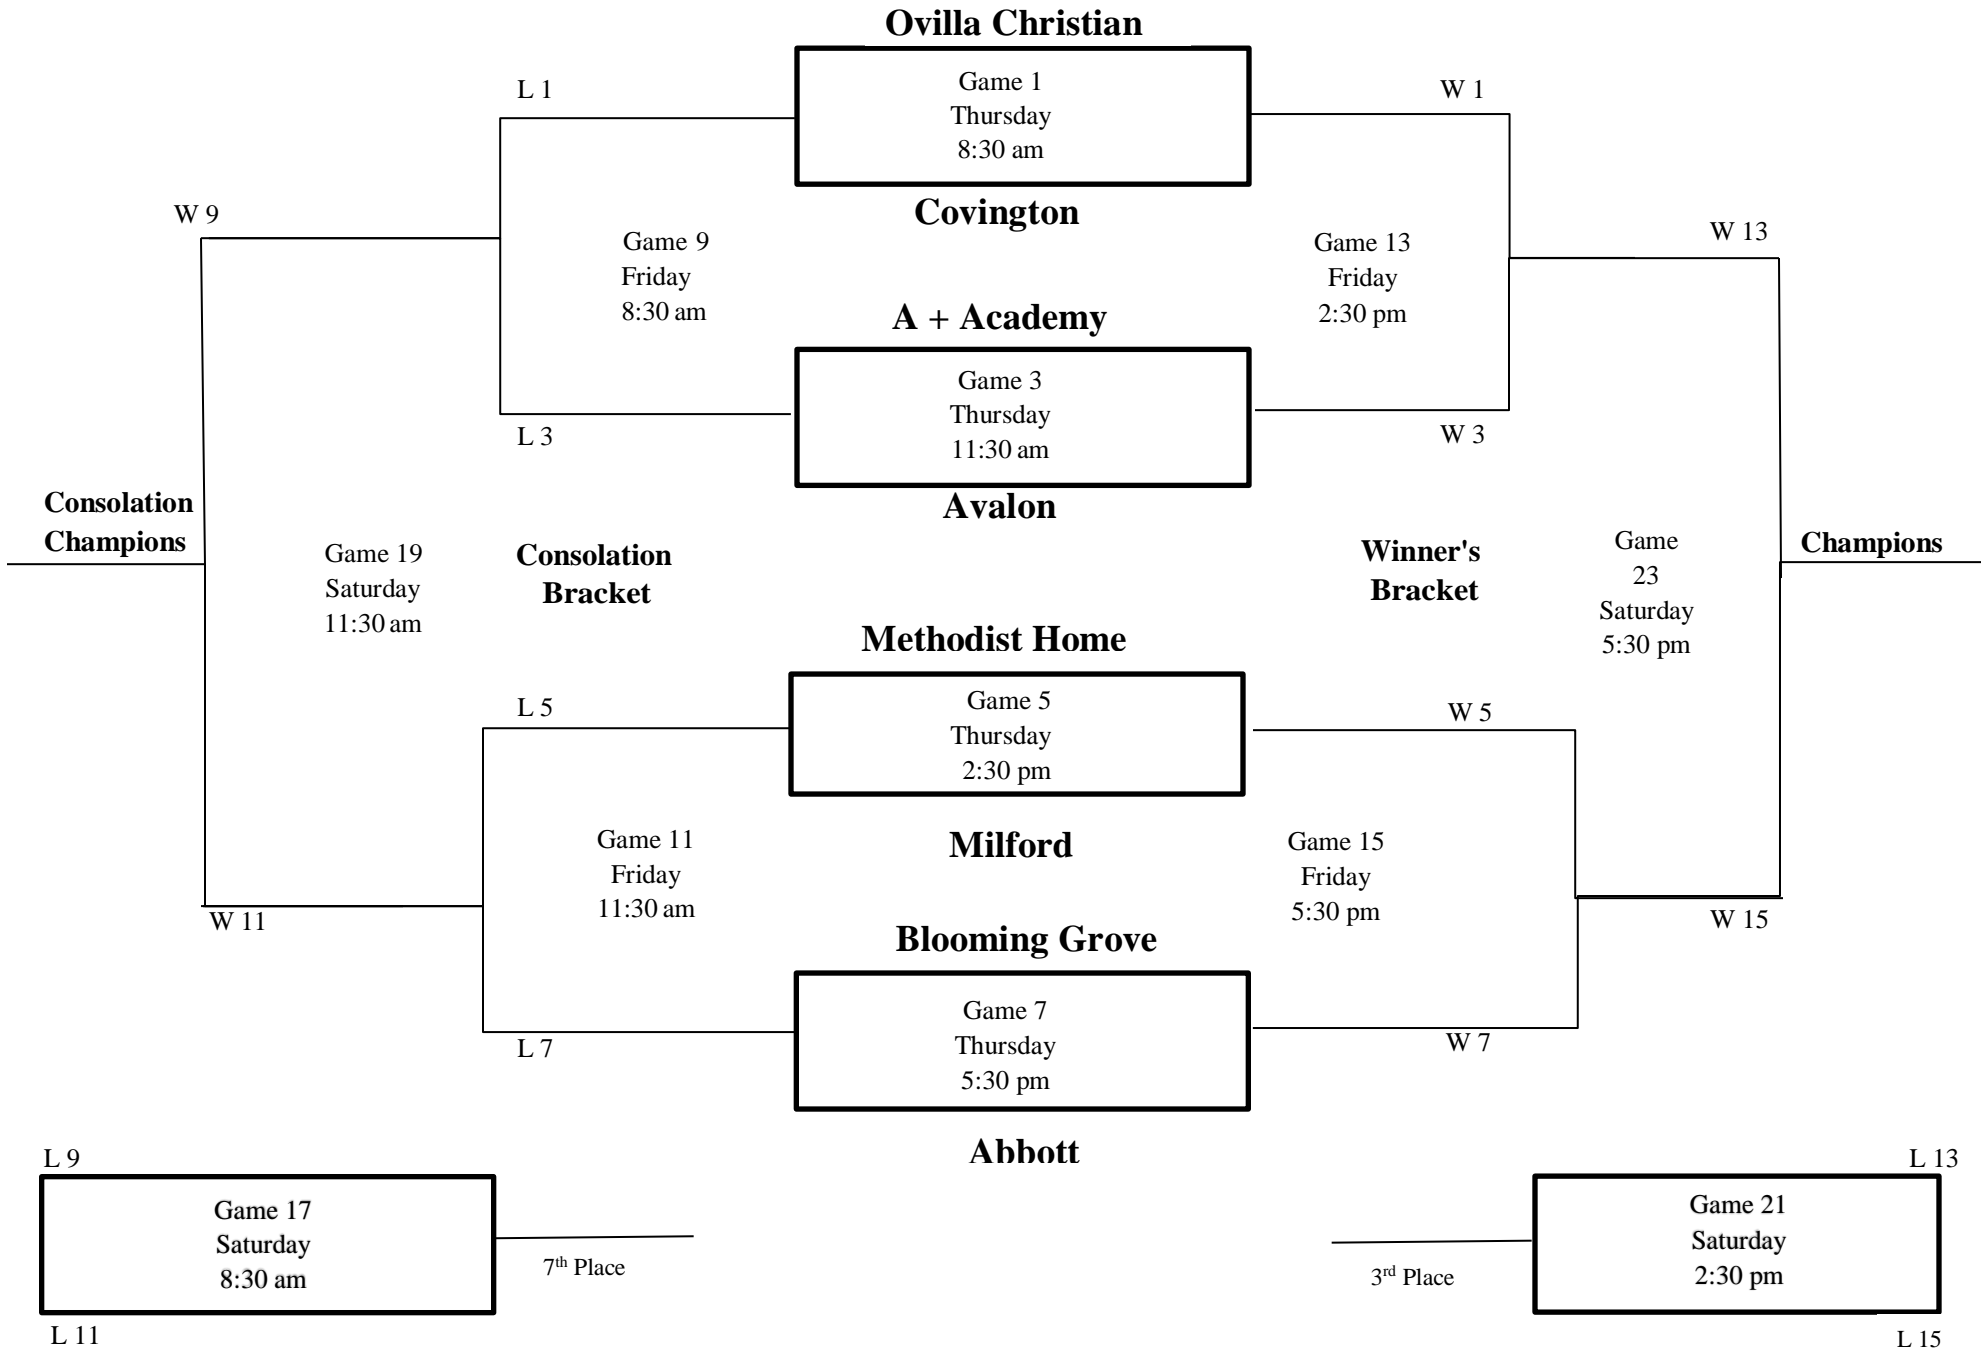 Ovilla Christian
L 1
Game 1
Thursday
8:30 am
W 1
W 9
Covington
W 13
Game 9
Friday
8:30 am
Game 13
Friday
2:30 pm
A + Academy
Game 3
Thursday
11:30 am
L 3
W 3
Avalon
Consolation
Champions
Game 19
Saturday
11:30 am
Consolation
Bracket
Winner's
Bracket
Game
23
Saturday
5:30 pm
Champions
Methodist Home
L 5
Game 5
Thursday
2:30 pm
W 5
Game 11
Friday
11:30 am
Milford
Game 15
Friday
5:30 pm
W 11
W 15
Blooming Grove
Game 7
Thursday
5:30 pm
L 7
W 7
Abbott
L 9
Game 17
Saturday
8:30 am
7th Place
L 11
L 13
Game 21
Saturday
2:30 pm
3rd Place
L 15